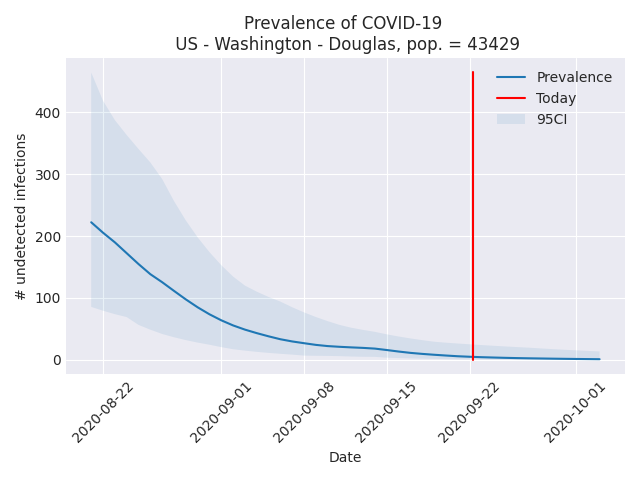 Prevalence of COVID-19
US - Washington - Douglas, pop. = 43429
Prevalence
Today
95CI
# undetected infections
400
300
200
100
0
2020-08-22
2020-09-01
2020-09-08
2020-09-15
2020-09-22
2020-10-01
Date